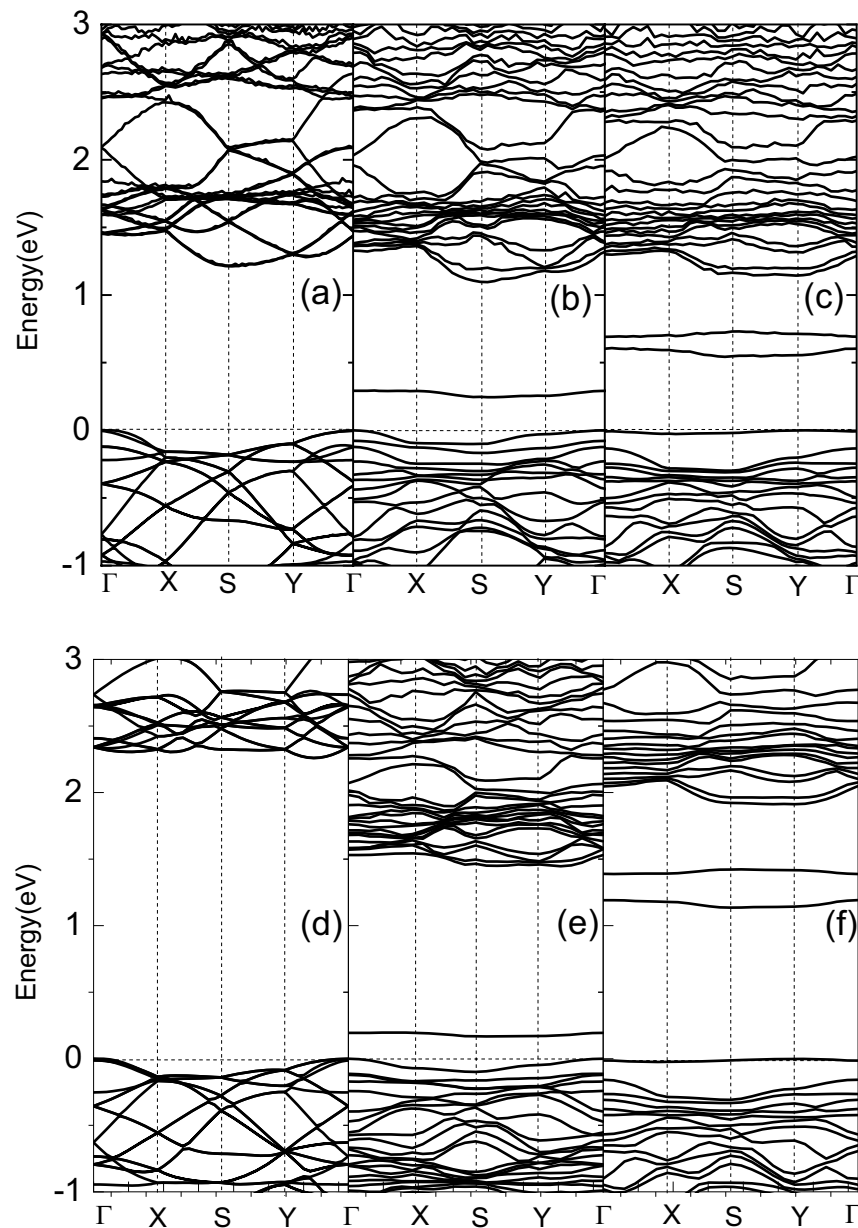 3
2
1
0
-1
Energy(eV)
(a) (b) (c)
Γ X S Y Γ X S Y Γ X S Y Γ
3
2
1
0
-1
Energy(eV)
(d) (e) (f)
Γ X S Y Γ X S Y Γ X S Y Γ